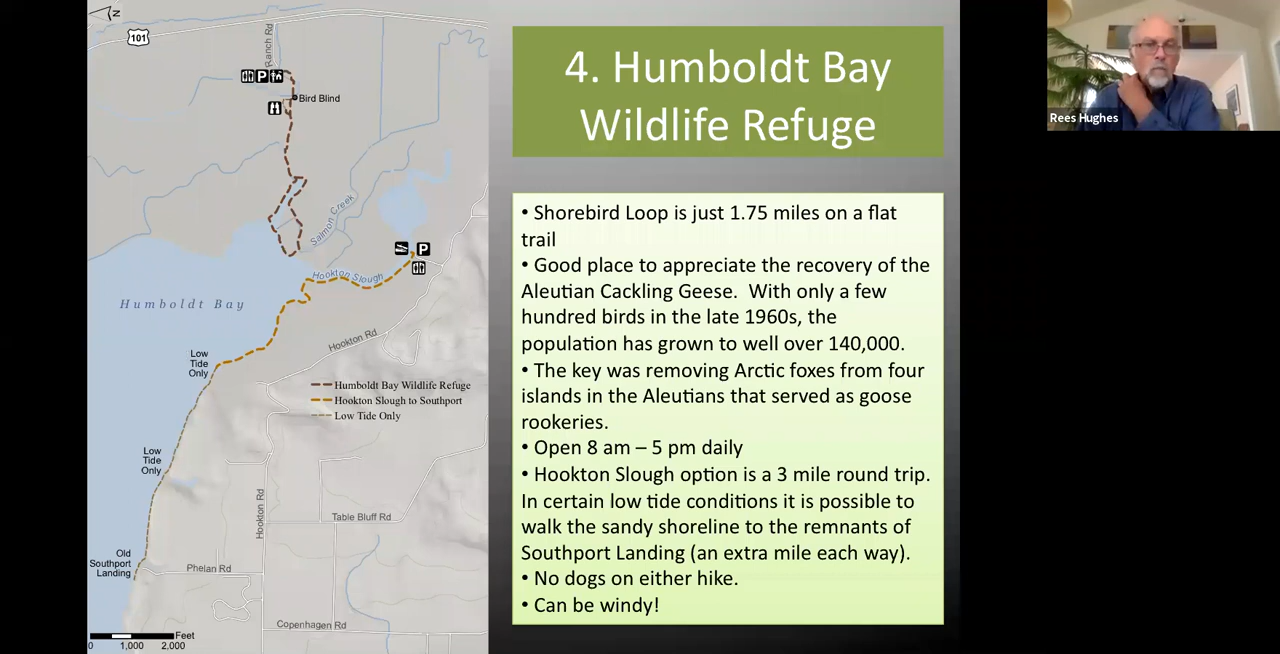 N
101
Ranch Rd
P
Bird Blind
Salmon Creek
P
Hookton Slough
Humboldt Bay
Hookton Rd
Low
Tide
Only
Humboldt Bay Wildlife Refuge
Hookton Slough to Southport
Low Tide Only
Low
Tide
Only
Hookton Rd
Table Bluff Rd
Old
Southport
Landing
Phelan Rd
Copenhagen Rd
Feet
0 1,000 2,000
4. Humboldt Bay
Wildlife Refuge
• Shorebird Loop is just 1.75 miles on a flat
trail
• Good place to appreciate the recovery of the
Aleutian Cackling Geese. With only a few
hundred birds in the late 1960s, the
population has grown to well over 140,000.
• The key was removing Arctic foxes from four
islands in the Aleutians that served as goose
rookeries.
• Open 8 am – 5 pm daily
• Hookton Slough option is a 3 mile round trip.
In certain low tide conditions it is possible to
walk the sandy shoreline to the remnants of
Southport Landing (an extra mile each way).
• No dogs on either hike.
• Can be windy!
Rees Hughes